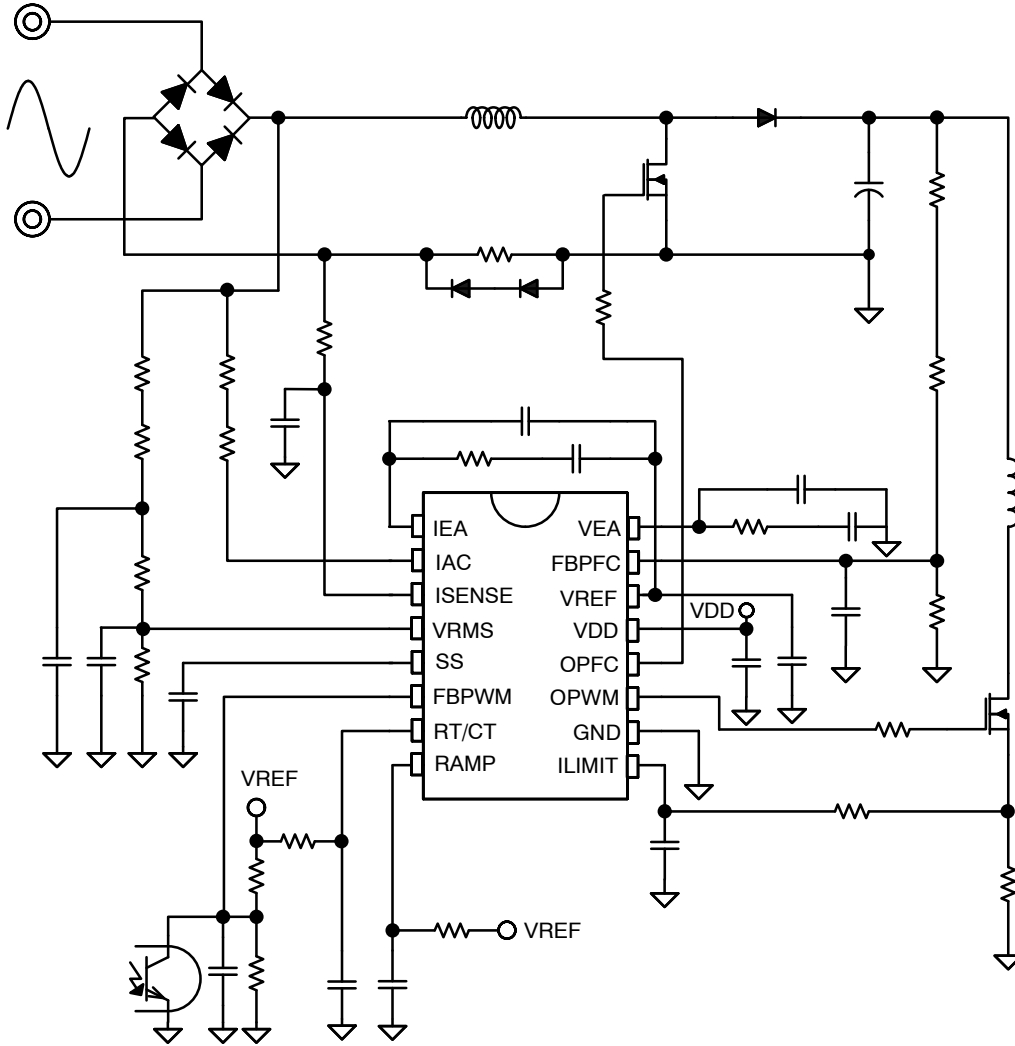 IEA
IAC
ISENSE
VRMS
SS
FBPWM
RT/CT
RAMP
VEA
FBPFC
VREF
VDD
OPFC
OPWM
GND
ILIMIT
VDD
VREF
VREF